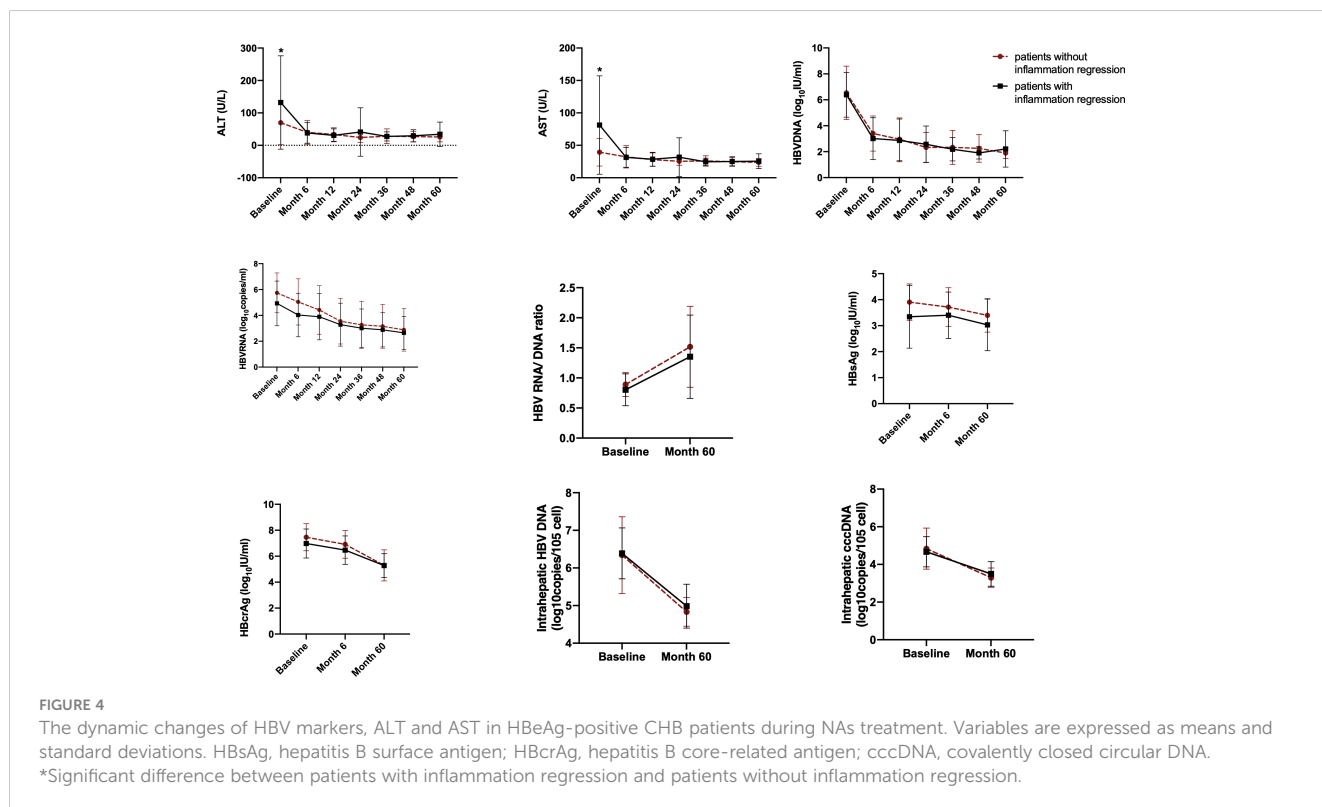 300
200
100
0
-100
ALT (U/L)
*
Baseline
Month 6
Month 12
Month 24
Month 36
Month 48
Month 60
200
150
100
50
0
AST (U/L)
*
Baseline
Month 6
Month 12
Month 24
Month 36
Month 48
Month 60
10
8
6
4
2
0
HBVDNA (log10IU/ml)
Baseline
Month 6
Month 12
Month 24
Month 36
Month 48
Month 60
patients without
inflammation regression
patients with
inflammation regression
8
6
4
2
0
HBVRNA (log10copies/ml)
Baseline
Month 6
Month 12
Month 24
Month 36
Month 48
Month 60
2.5
2.0
1.5
1.0
0.5
0.0
HBV RNA/ DNA ratio
Baseline
Month 60
5
4
3
2
1
0
HBsAg (log10IU/ml)
Baseline
Month 6
Month 60
10
8
6
4
2
0
HBcrAg (log10IU/ml)
Baseline
Month 6
Month 60
8
7
6
5
4
Intrahepatic HBV DNA
(log10copies/105 cell)
Baseline
Month 60
8
6
4
2
0
Intrahepatic cccDNA
(log10copies/105 cell)
Baseline
Month 60
FIGURE 4
The dynamic changes of HBV markers, ALT and AST in HBeAg-positive CHB patients during NAs treatment. Variables are expressed as means and
standard deviations. HBsAg, hepatitis B surface antigen; HBcrAg, hepatitis B core-related antigen; cccDNA, covalently closed circular DNA.
*Significant difference between patients with inflammation regression and patients without inflammation regression.